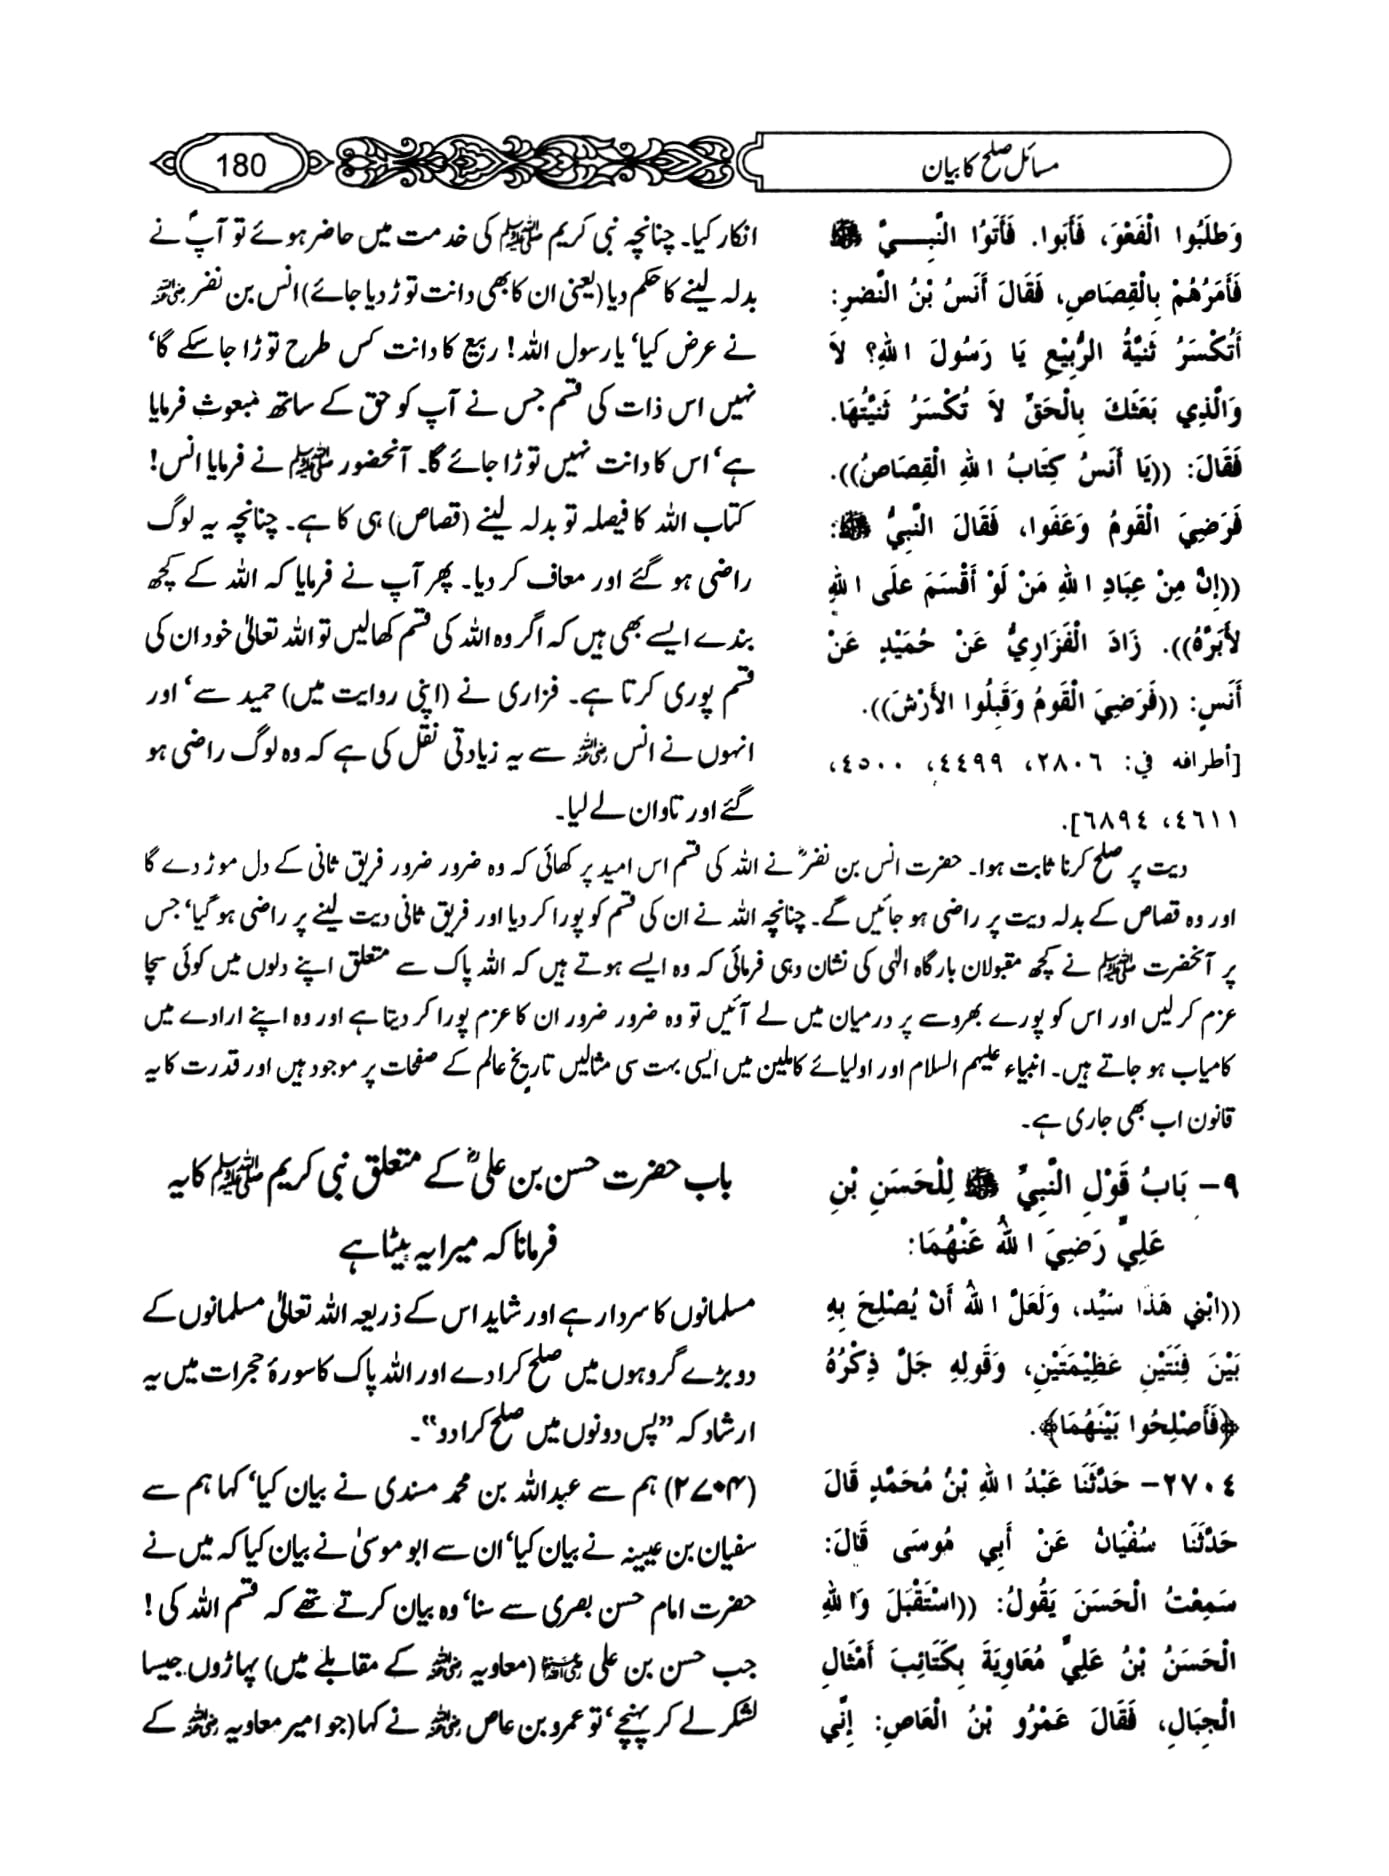 مسائل صلح کا بیان
180
وَطَلَبُوا الْعَفْوَ، فَأَبَوا. فَأَتَوُا النَّبِيَّ ﷺ
فَأَمَرَهُمْ بِالْقِصَاصِ، فَقَالَ أَنَسُ بْنُ النَّضرِ:
أَتُكْسَرُ ثَنِيَّةُ الرُّبَيْعِ يَا رَسُولَ اللهِ؟ لاَ
وَالَّذِي بَعَثَكَ بِالْحَقِّ لاَ تُكْسَرُ ثَنِيَّتُهَا.
فَقَالَ: ((يَا أَنَسُ كِتَابُ اللهِ الْقِصَاصُ)).
فَرَضِيَ الْقَومُ وَعَفَوا، فَقَالَ النَّبِيُّ ﷺ:
((إِنَّ مِنْ عِبَادِ اللهِ مَنْ لَوْ أَقْسَمَ عَلَى اللهِ
لأَبَرَّهُ)). زَادَ الْفَزَارِيُّ عَنْ حُمَيْدٍ عَنْ
أَنَسٍ: ((فَرَضِيَ الْقَومُ وَقَبِلُوا الأَرْشَ)).
[أطرافه في: ٢٨٠٦، ٤٤٩٩، ٤٥٠٠،
٤٦١١، ٦٨٩٤].
انکار کیا۔ چنانچہ نبی کریم ﷺ کی خدمت میں حاضر ہوئے تو آپؐ نے
بدلہ لینے کا حکم دیا (یعنی ان کا بھی دانت توڑ دیا جائے) انس بن نضر رضی اللہ عنہ
نے عرض کیا‘ یا رسول اللہ! ربیع کا دانت کس طرح توڑا جا سکے گا‘
نہیں اس ذات کی قسم جس نے آپ کو حق کے ساتھ مبعوث فرمایا
ہے‘ اس کا دانت نہیں توڑا جائے گا۔ آنحضور ﷺ نے فرمایا انس!
کتاب اللہ کا فیصلہ تو بدلہ لینے (قصاص) ہی کا ہے۔ چنانچہ یہ لوگ
راضی ہو گئے اور معاف کر دیا۔ پھر آپ نے فرمایا کہ اللہ کے کچھ
بندے ایسے بھی ہیں کہ اگر وہ اللہ کی قسم کھالیں تو اللہ تعالیٰ خود ان کی
قسم پوری کرتا ہے۔ فزاری نے (اپنی روایت میں) حمید سے‘ اور
انہوں نے انس رضی اللہ عنہ سے یہ زیادتی نقل کی ہے کہ وہ لوگ راضی ہو
گئے اور تاوان لے لیا۔
دیت پر صلح کرنا ثابت ہوا۔ حضرت انس بن نضرؓ نے اللہ کی قسم اس امید پر کھائی کہ وہ ضرور ضرور فریق ثانی کے دل موڑ دے گا
اور وہ قصاص کے بدلہ دیت پر راضی ہو جائیں گے۔ چنانچہ اللہ نے ان کی قسم کو پورا کر دیا اور فریق ثانی دیت لینے پر راضی ہو گیا‘ جس
پر آنحضرت ﷺ نے کچھ مقبولان بارگاہ الٰہی کی نشان دہی فرمائی کہ وہ ایسے ہوتے ہیں کہ اللہ پاک سے متعلق اپنے دلوں میں کوئی سچا
عزم کر لیں اور اس کو پورے بھروسے پر درمیان میں لے آئیں تو وہ ضرور ضرور ان کا عزم پورا کر دیتا ہے اور وہ اپنے ارادے میں
کامیاب ہو جاتے ہیں۔ انبیاء علیہم السلام اور اولیائے کاملین میں ایسی بہت سی مثالیں تاریخ عالم کے صفحات پر موجود ہیں اور قدرت کا یہ
قانون اب بھی جاری ہے۔
٩- بَابُ قَوْلِ النَّبِيِّ ﷺ لِلْحَسَنِ بْنِ
عَلِيٍّ رَضِيَ اللهُ عَنْهُمَا:
((ابْنِي هَذَا سَيِّدٌ، وَلَعَلَّ اللهُ أَنْ يُصْلِحَ بِهِ
بَيْنَ فِئَتَيْنِ عَظِيْمَتَيْنِ، وَقَولِهِ جَلَّ ذِكْرُهُ
﴿فَأَصْلِحُوا بَيْنَهُمَا﴾.
٢٧٠٤- حَدَّثَنَا عَبْدُ اللهِ بْنُ مُحَمَّدٍ قَالَ
حَدَّثَنَا سُفْيَانُ عَنْ أَبِي مُوسَى قَالَ:
سَمِعْتُ الْحَسَنَ يَقُولُ: ((اسْتَقْبَلَ وَاللهِ
الْحَسَنُ بْنُ عَلِيٍّ مُعَاوِيَةَ بِكَتَائِبَ أَمْثَالِ
الْجِبَالِ، فَقَالَ عَمْرُو بْنُ الْعَاصِ: إِنِّي
باب حضرت حسن بن علیؓ کے متعلق نبی کریم ﷺ کا یہ
فرمانا کہ میرا یہ بیٹا ہے
مسلمانوں کا سردار ہے اور شاید اس کے ذریعہ اللہ تعالیٰ مسلمانوں کے
دو بڑے گروہوں میں صلح کرا دے اور اللہ پاک کا سورۂ حجرات میں یہ
ارشاد کہ ”پس دونوں میں صلح کرا دو“۔
(۲۷۰۴) ہم سے عبداللہ بن محمد مسندی نے بیان کیا‘ کہا ہم سے
سفیان بن عیینہ نے بیان کیا‘ ان سے ابو موسیٰ نے بیان کیا کہ میں نے
حضرت امام حسن بصری سے سنا‘ وہ بیان کرتے تھے کہ قسم اللہ کی!
جب حسن بن علی رضی اللہ عنہما (معاویہ رضی اللہ عنہ کے مقابلے میں) پہاڑوں جیسا
لشکر لے کر پہنچے‘ تو عمرو بن عاص رضی اللہ عنہ نے کہا (جو امیر معاویہ رضی اللہ عنہ کے